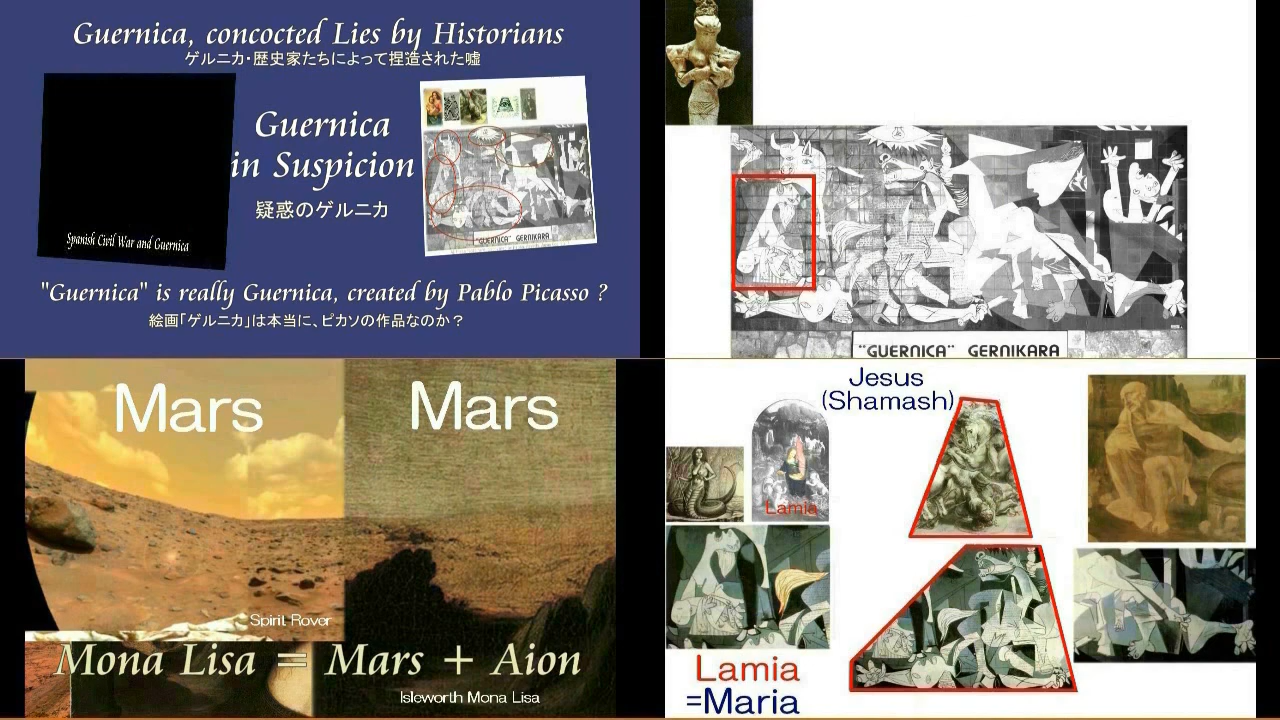 Guernica, concocted Lies by Historians
ゲルニカ・歴史家たちによって捏造された嘘
Guernica
in Suspicion
疑惑のゲルニカ
Spanish Civil War and Guernica
"GUERNICA" GERNIKARA
"Guernica" is really Guernica, created by Pablo Picasso ?
絵画「ゲルニカ」は本当に、ピカソの作品なのか？
"GUERNICA" GERNIKARA
Mars
Mars
Spirit Rover
Mona Lisa = Mars + Aion
Isleworth Mona Lisa
Jesus
(Shamash)
Lamia
Lamia
=Maria